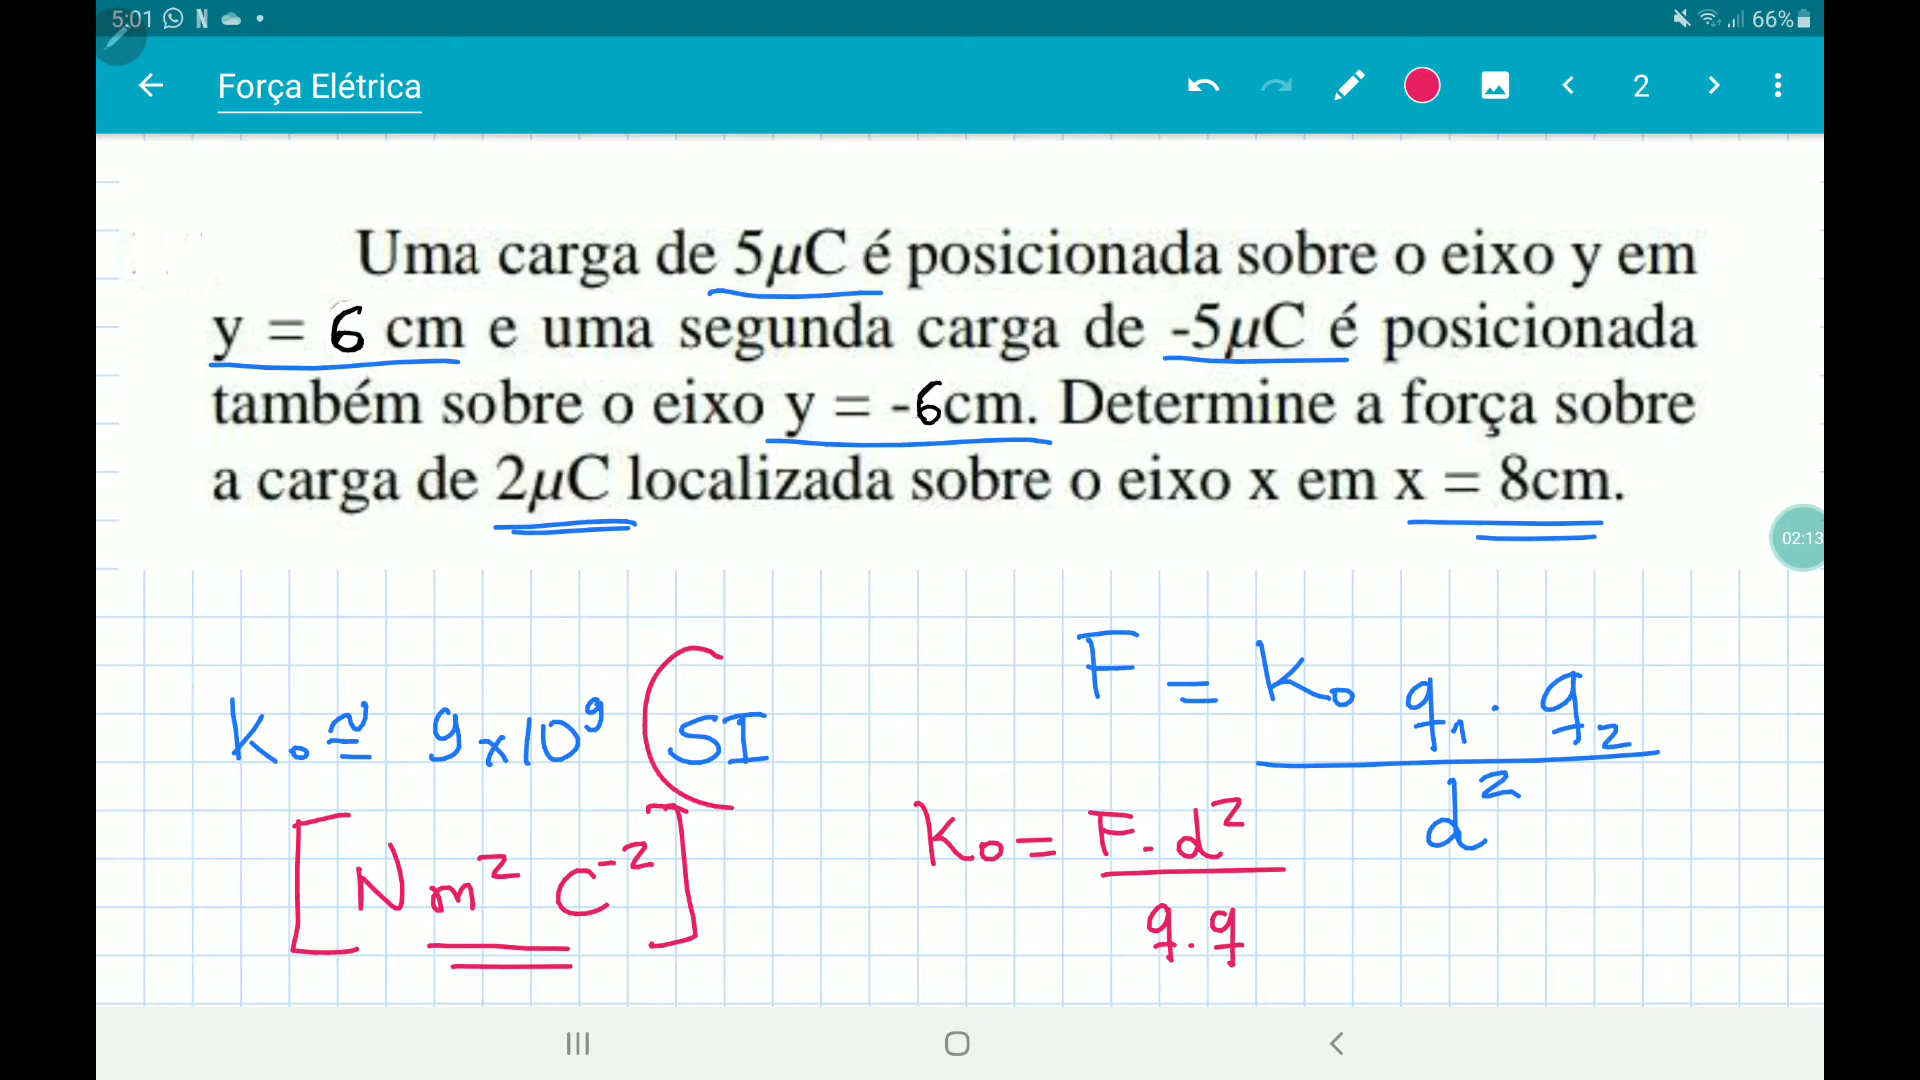 5:01 N 66%
Força Elétrica 2
Uma carga de 5μC é posicionada sobre o eixo y em
y = 6 cm e uma segunda carga de -5μC é posicionada
também sobre o eixo y = -6cm. Determine a força sobre
a carga de 2μC localizada sobre o eixo x em x = 8cm.
02:13
F = k₀ q₁ . q₂
d²
k₀ ≅ 9x10⁹ (SI
[N m² C⁻²]
k₀ = F . d²
q . q